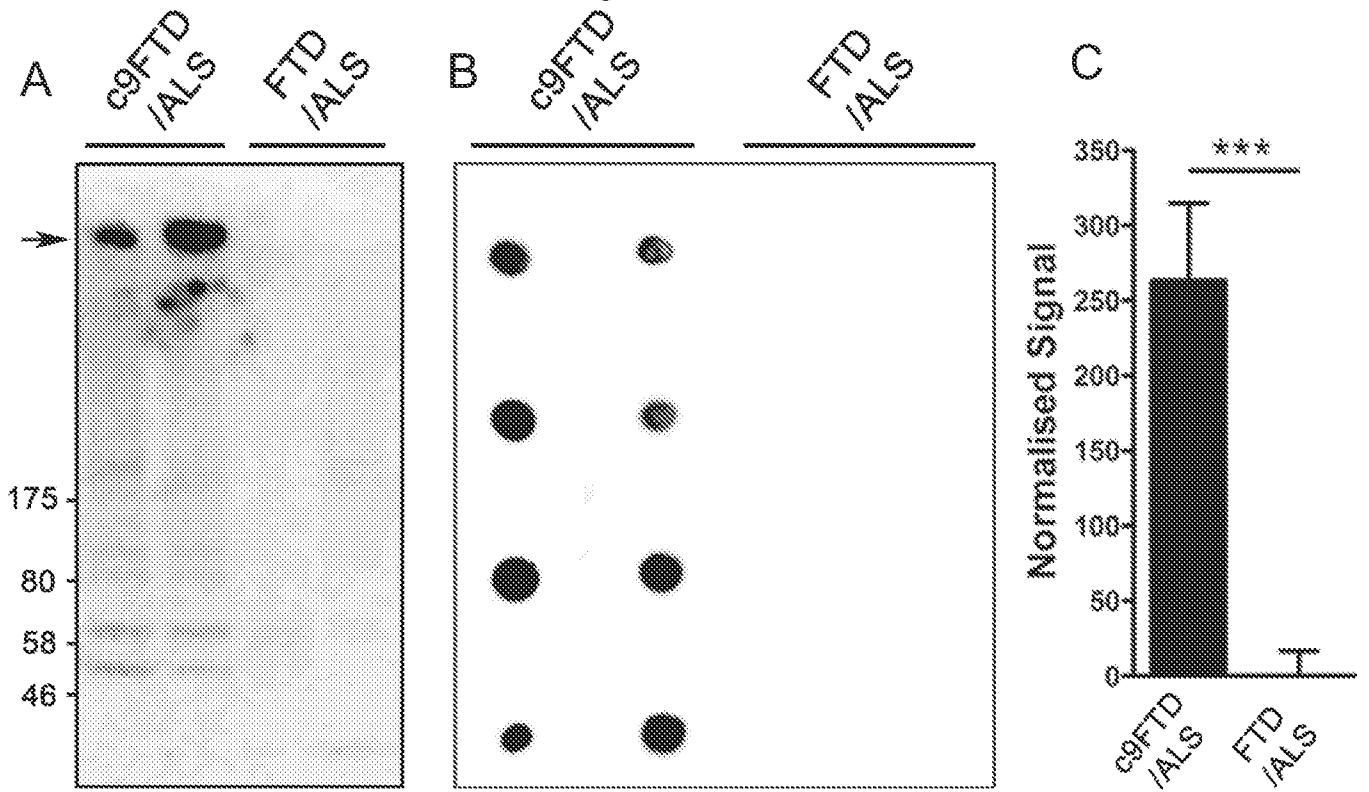 A
c9FTD
/ALS
FTD
/ALS
175
80
58
46
B
c9FTD
/ALS
FTD
/ALS
C
***
350
300
250
200
150
100
50
0
Normalised Signal
c9FTD
/ALS
FTD
/ALS